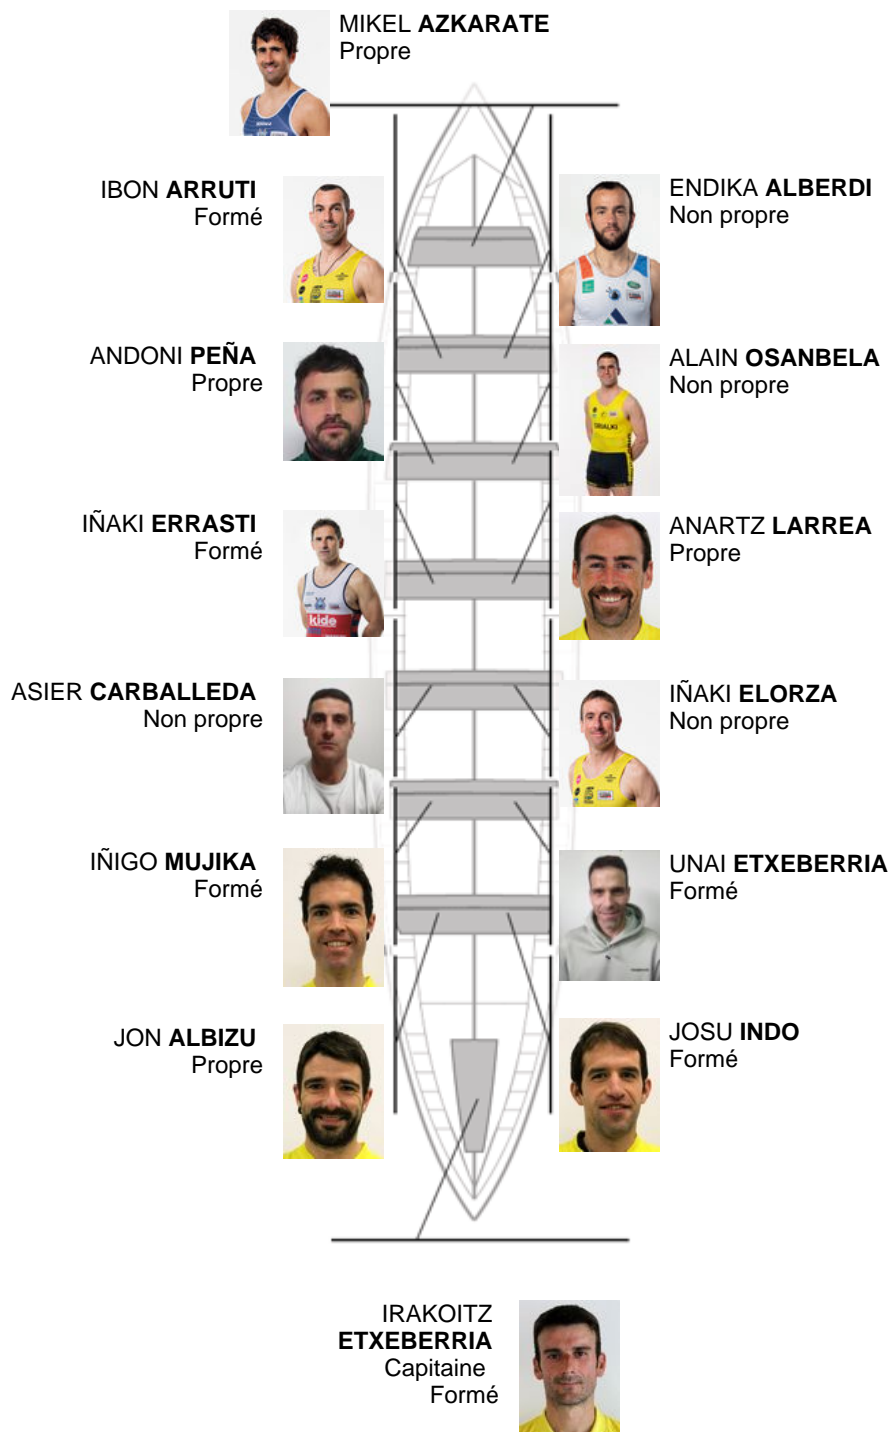 MIKEL AZKARATE
Propre
IBON ARRUTI
Formé
ENDIKA ALBERDI
Non propre
ANDONI PEÑA
Propre
ALAIN OSANBELA
Non propre
IÑAKI ERRASTI
Formé
ANARTZ LARREA
Propre
kide
ASIER CARBALLEDA
Non propre
IÑAKI ELORZA
Non propre
IÑIGO MUJIKA
Formé
UNAI ETXEBERRIA
Formé
JON ALBIZU
Propre
JOSU INDO
Formé
IRAKOITZ
ETXEBERRIA
Capitaine
Formé